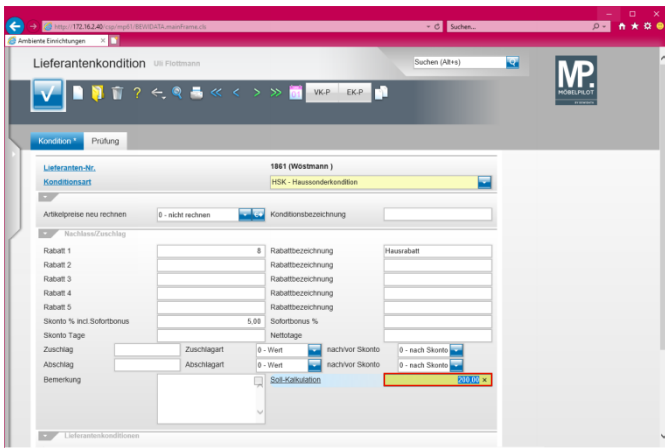 http://172.16.2.40/csp/mp61/BEWIDATA.mainFrame.cls
Suchen...
Ambiente Einrichtungen
Lieferantenkondition Uli Flottmann
Suchen (Alt+s)
MP.
MÖBELPILOT
VK-P EK-P
Kondition * Prüfung
Lieferanten-Nr. 1861 (Wöstmann )
Konditionsart HSK - Haussonderkondition
Artikelpreise neu rechnen 0 - nicht rechnen Konditionsbezeichnung
Nachlass/Zuschlag
Rabatt 1 8 Rabattbezeichnung Hausrabatt
Rabatt 2 Rabattbezeichnung
Rabatt 3 Rabattbezeichnung
Rabatt 4 Rabattbezeichnung
Rabatt 5 Rabattbezeichnung
Skonto % incl.Sofortbonus 5,00 Sofortbonus %
Skonto Tage Nettotage
Zuschlag Zuschlagart 0 - Wert nach/vor Skonto 0 - nach Skonto
Abschlag Abschlagart 0 - Wert nach/vor Skonto 0 - nach Skonto
Bemerkung Soll-Kalkulation 200.00
Lieferantenkonditionen